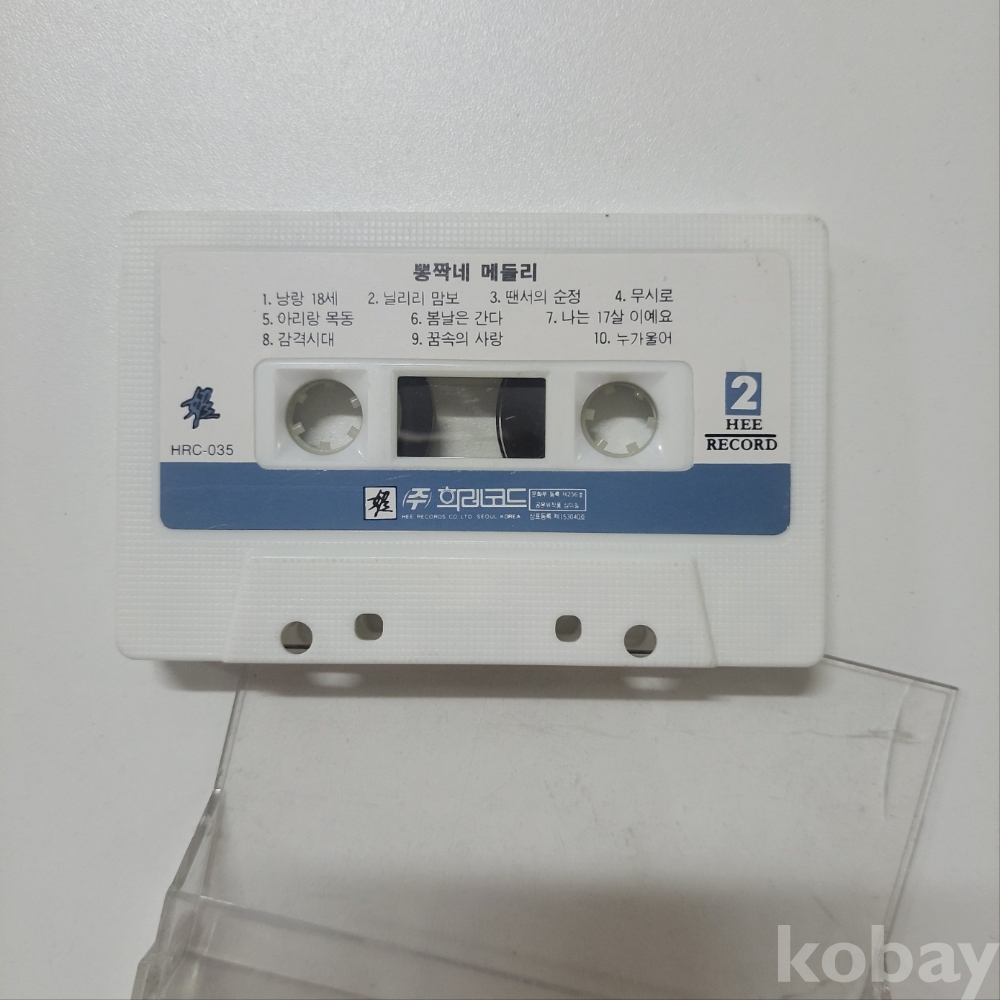 뽕짝네 메들리
1. 낭랑 18세 2. 닐리리 맘보 3. 땐서의 순정 4. 무시로
5. 아리랑 목동 6. 봄날은 간다 7. 나는 17살 이예요
8. 감격시대 9. 꿈속의 사랑 10. 누가울어
2
HEE
RECORD
HRC-035
(주) 희레코드
HEE RECORDS CO. LTD. SEOUL KOREA
kobay